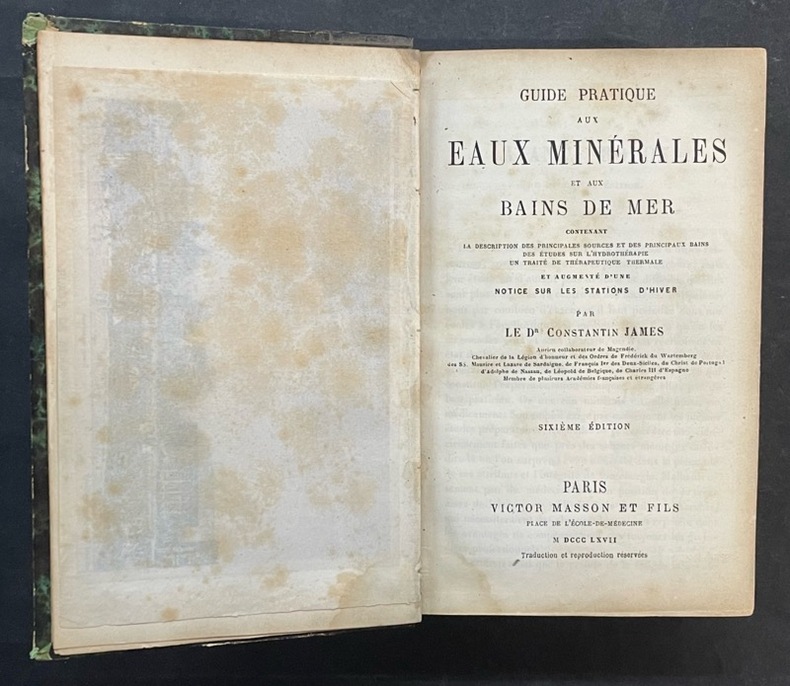 GUIDE PRATIQUE
AUX
EAUX MINÉRALES
ET AUX
BAINS DE MER
CONTENANT
LA DESCRIPTION DES PRINCIPALES SOURCES ET DES PRINCIPAUX BAINS
DES ÉTUDES SUR L'HYDROTHÉRAPIE
UN TRAITÉ DE THÉRAPEUTIQUE THERMALE
ET AUGMENTÉ D'UNE
NOTICE SUR LES STATIONS D'HIVER
PAR
LE Dr CONSTANTIN JAMES
Ancien collaborateur de Magendie,
Chevalier de la Légion d'honneur et des Ordres de Frédérick du Wurtemberg
des SS. Maurice et Lazare de Sardaigne, de François Ier des Deux-Siciles, du Christ de Portugal
d'Adolphe de Nassau, de Léopold de Belgique, de Charles III d'Espagne
Membre de plusieurs Académies françaises et étrangères
SIXIÈME ÉDITION
PARIS
VICTOR MASSON ET FILS
PLACE DE L'ÉCOLE-DE-MÉDECINE
M DCCC LXVII
Traduction et reproduction réservées